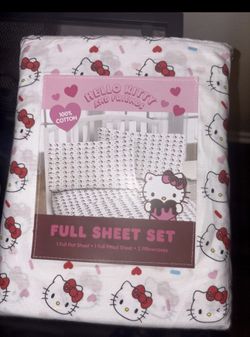 HELLO KITTY
AND FRIENDS
100%
COTTON
FULL SHEET SET
1 Full Flat Sheet • 1 Full Fitted Sheet • 2 Pillowcases